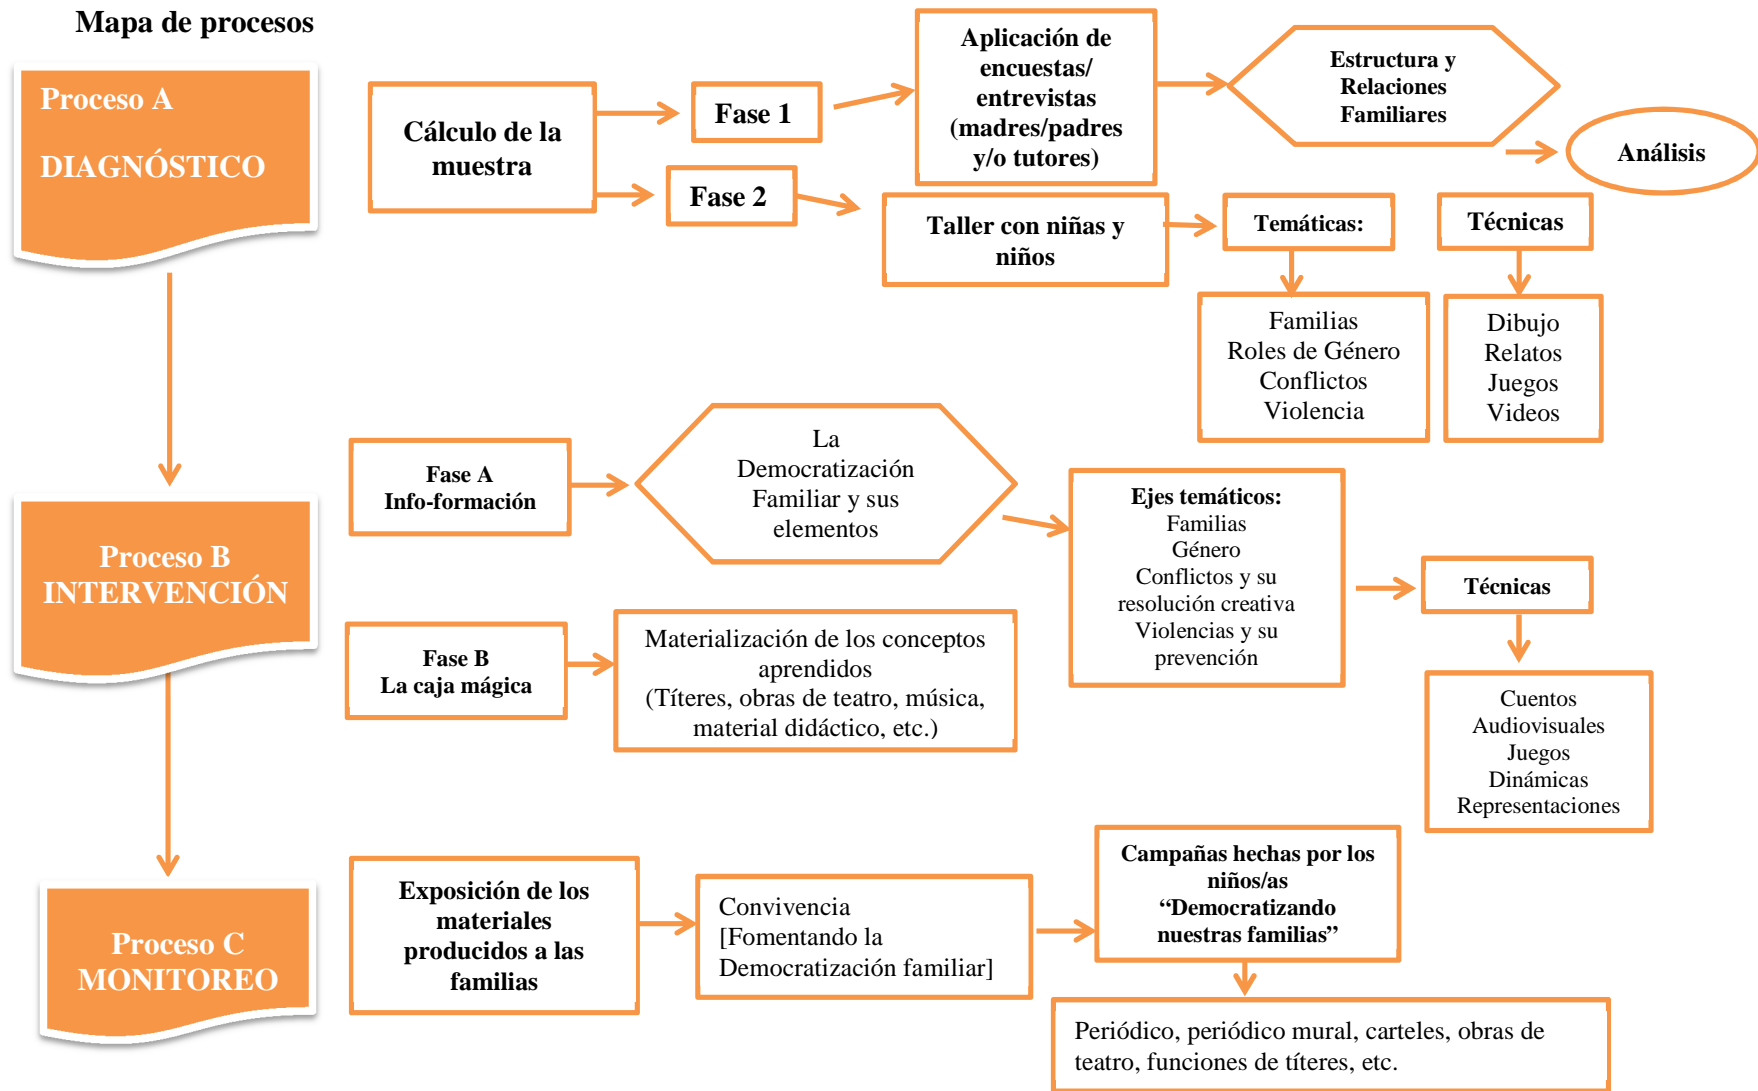 Mapa de procesos
Proceso A
DIAGNÓSTICO
Cálculo de la
muestra
Fase 1
Aplicación de
encuestas/
entrevistas
(madres/padres
y/o tutores)
Estructura y
Relaciones
Familiares
Análisis
Fase 2
Taller con niñas y
niños
Temáticas:
Familias
Roles de Género
Conflictos
Violencia
Técnicas
Dibujo
Relatos
Juegos
Videos
Proceso B
INTERVENCIÓN
Fase A
Info-formación
La
Democratización
Familiar y sus
elementos
Ejes temáticos:
Familias
Género
Conflictos y su
resolución creativa
Violencias y su
prevención
Técnicas
Cuentos
Audiovisuales
Juegos
Dinámicas
Representaciones
Fase B
La caja mágica
Materialización de los conceptos
aprendidos
(Títeres, obras de teatro, música,
material didáctico, etc.)
Proceso C
MONITOREO
Exposición de los
materiales
producidos a las
familias
Convivencia
[Fomentando la
Democratización familiar]
Campañas hechas por los
niños/as
“Democratizando
nuestras familias”
Periódico, periódico mural, carteles, obras de
teatro, funciones de títeres, etc.